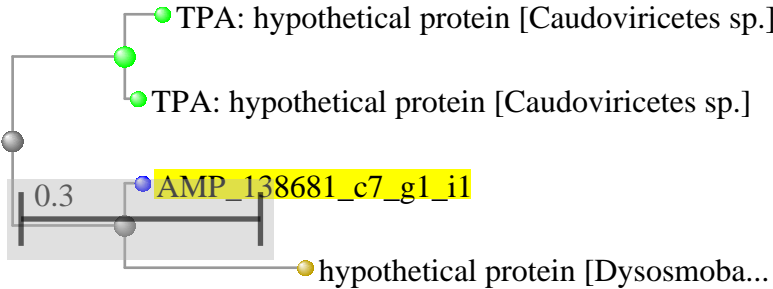 TPA: hypothetical protein [Caudoviricetes sp.]
TPA: hypothetical protein [Caudoviricetes sp.]
AMP_138681_c7_g1_i1
0.3
hypothetical protein [Dysosmoba...